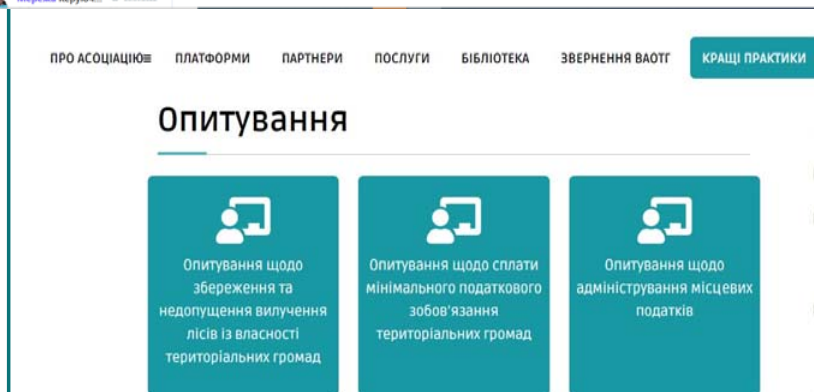 ПРО АСОЦІАЦІЮ ПЛАТФОРМИ ПАРТНЕРИ ПОСЛУГИ БІБЛІОТЕКА ЗВЕРНЕННЯ ВАОТГ КРАЩІ ПРАКТИКИ
Опитування
Опитування щодо
збереження та
недопущення вилучення
лісів із власності
територіальних громад
Опитування щодо сплати
мінімального податкового
зобов'язання
територіальних громад
Опитування щодо
адміністрування місцевих
податків